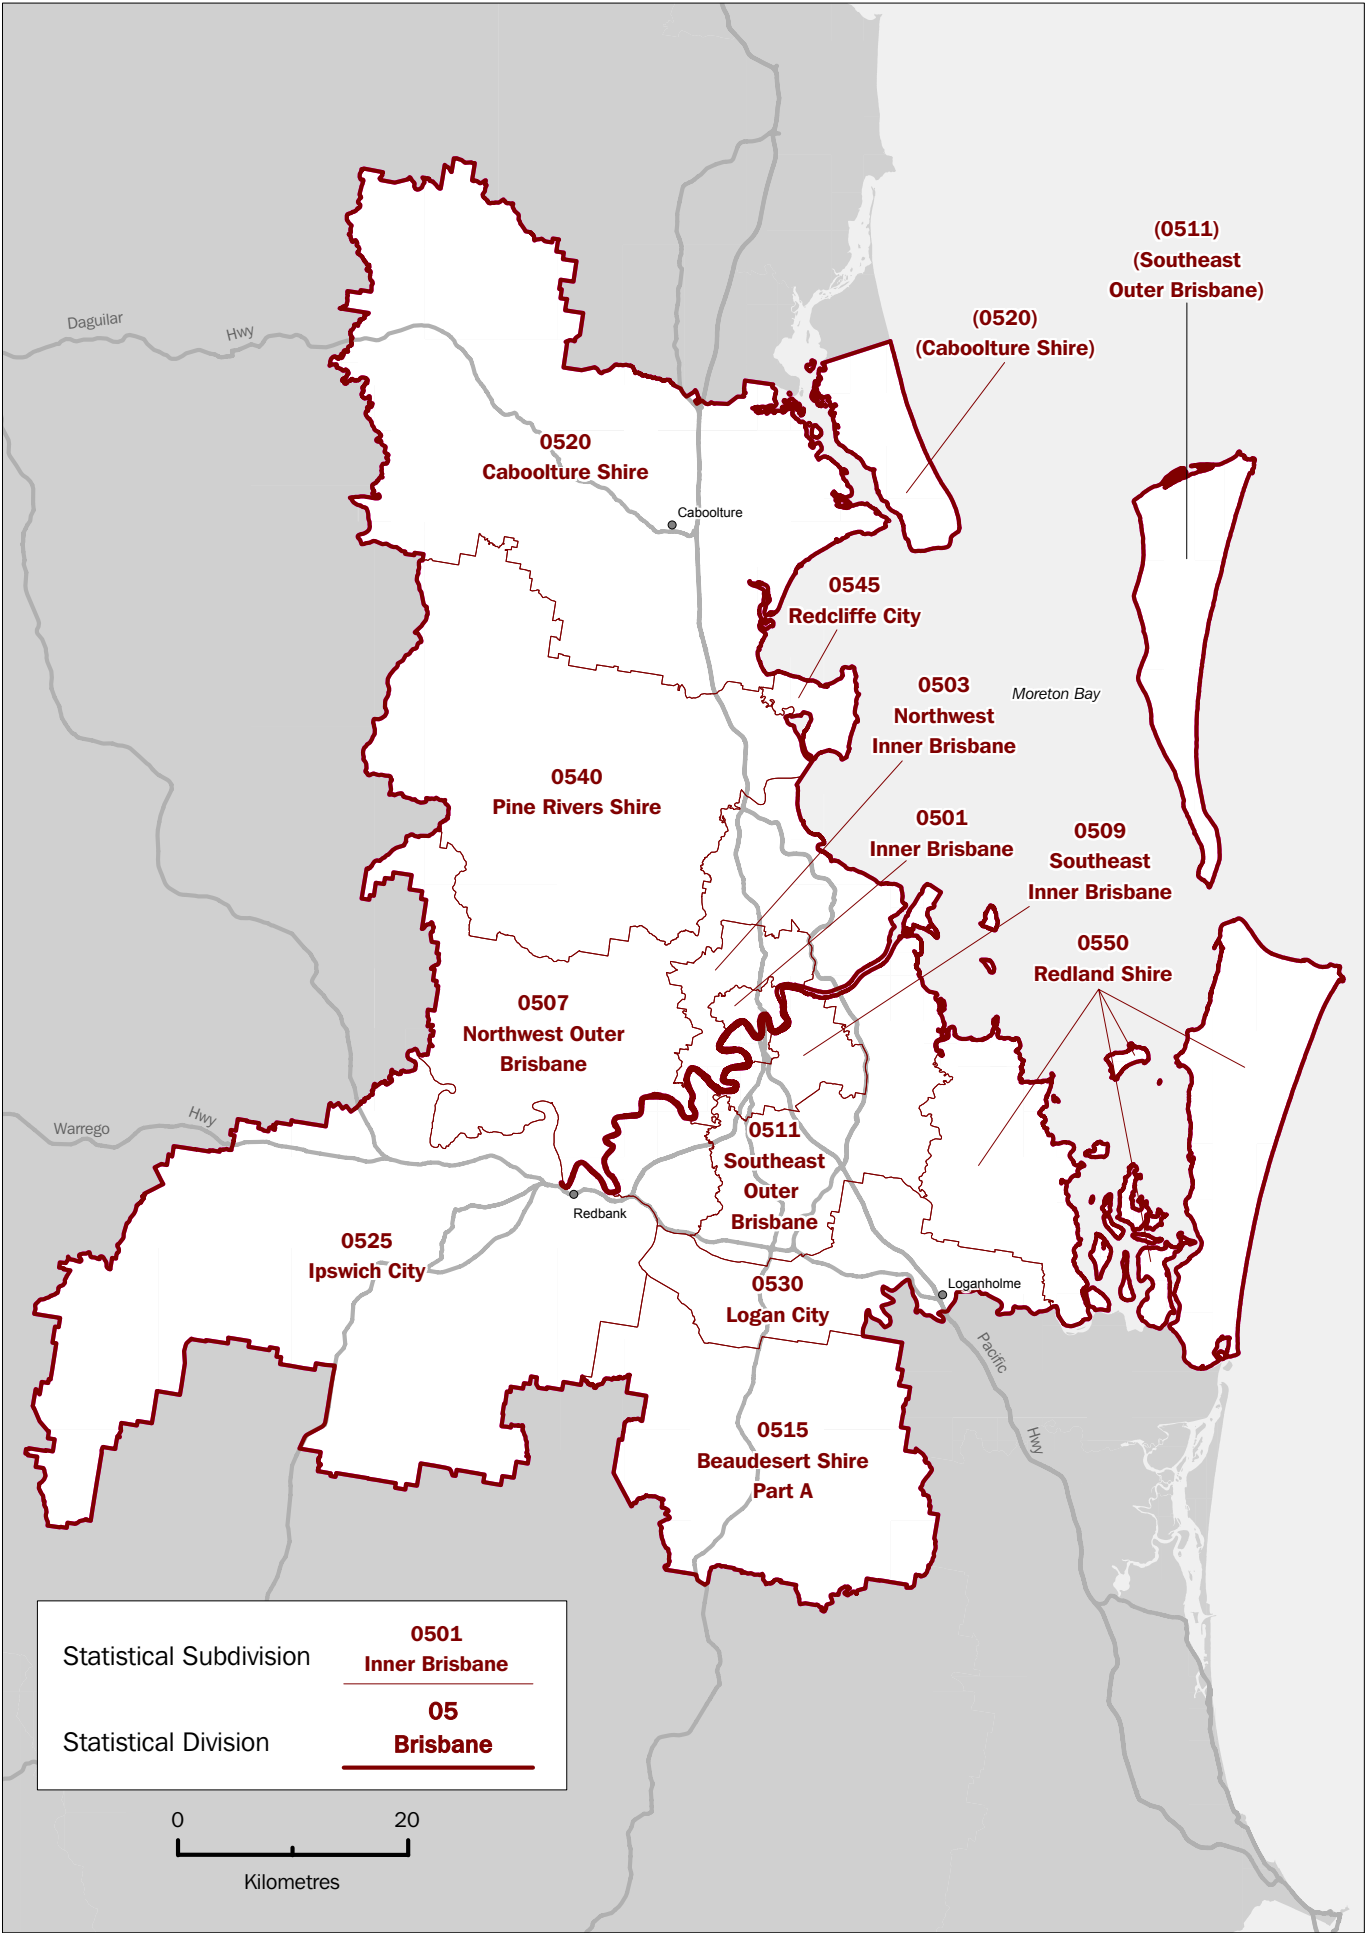 (0511)
(Southeast
Outer Brisbane)
(0520)
(Caboolture Shire)
Daguilar
Hwy
0520
Caboolture Shire
Caboolture
0545
Redcliffe City
0503
Northwest
Inner Brisbane
Moreton Bay
0540
Pine Rivers Shire
0501
Inner Brisbane
0509
Southeast
Inner Brisbane
0550
Redland Shire
0507
Northwest Outer
Brisbane
Warrego
Hwy
0511
Southeast
Outer
Brisbane
Redbank
0525
Ipswich City
0530
Logan City
Loganholme
Pacific
Hwy
0515
Beaudesert Shire
Part A
Statistical Subdivision
0501
Inner Brisbane
Statistical Division
05
Brisbane
0
20
Kilometres